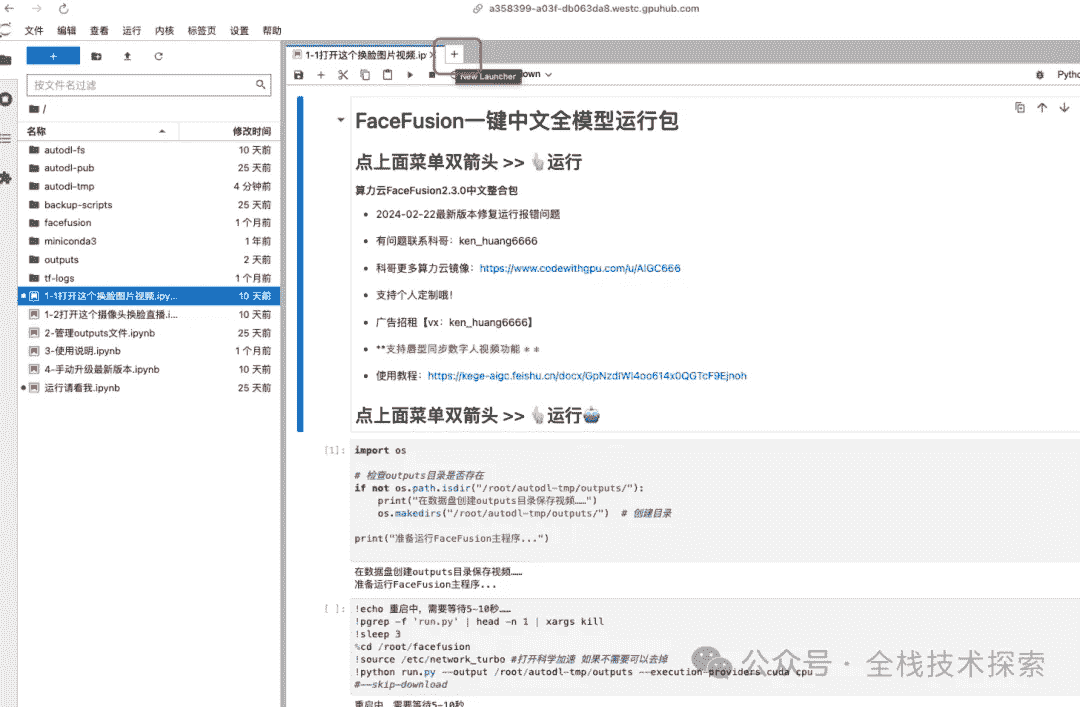 a358399-a03f-db063da8.westc.gpuhub.com
文件 编辑 查看 运行 内核 标签页 设置 帮助
1-1打开这个换脸图片视频.ip
New Launcher
own
Pytho
按文件名过滤
/
名称 修改时间
autodl-fs 10 天前
autodl-pub 25 天前
autodl-tmp 4 分钟前
backup-scripts 25 天前
facefusion 1 个月前
miniconda3 1 年前
outputs 2 天前
tf-logs 1 个月前
1-1打开这个换脸图片视频.ipy... 10 天前
1-2打开这个摄像头换脸直播.i... 10 天前
2-管理outputs文件.ipynb 25 天前
3-使用说明.ipynb 1 个月前
4-手动升级最新版本.ipynb 10 天前
运行请看我.ipynb 25 天前
FaceFusion一键中文全模型运行包
点上面菜单双箭头 >> 👆运行
算力云FaceFusion2.3.0中文整合包
• 2024-02-22最新版本修复运行报错问题
• 有问题联系科哥：ken_huang6666
• 科哥更多算力云镜像：https://www.codewithgpu.com/u/AIGC666
• 支持个人定制哦!
• 广告招租【vx：ken_huang6666】
• **支持唇型同步数字人视频功能 * *
• 使用教程：
点上面菜单双箭头 >> 👆运行
[1]: import os
# 检查outputs目录是否存在
if not os.path.isdir("/root/autodl-tmp/outputs/"):
print("在数据盘创建outputs目录保存视频……")
os.makedirs("/root/autodl-tmp/outputs/") # 创建目录
print("准备运行FaceFusion主程序...")
在数据盘创建outputs目录保存视频……
准备运行FaceFusion主程序...
[ ]: !echo 重启中，需要等待5-10秒……
!pgrep -f 'run.py' | head -n 1 | xargs kill
!sleep 3
%cd /root/facefusion
!source /etc/network_turbo #打开科学加速 如果不需要可以去掉
!python run.py --output /root/autodl-tmp/outputs --execution-providers cuda cpu
#--skip-download
重启中，需要等待5-10秒
公众号 · 全栈技术探索